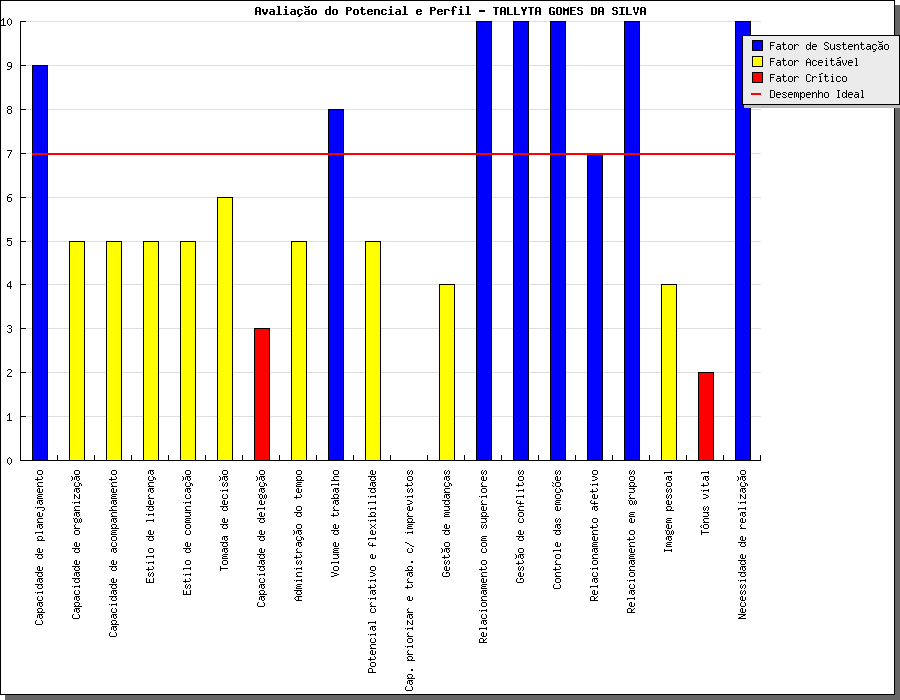 Avaliação do Potencial e Perfil - TALLYTA GOMES DA SILVA
Fator de Sustentação
Fator Aceitável
Fator Crítico
Desempenho Ideal
10
9
8
7
6
5
4
3
2
1
0
Capacidade de planejamento
Capacidade de organização
Capacidade de acompanhamento
Estilo de liderança
Estilo de comunicação
Tomada de decisão
Capacidade de delegação
Administração do tempo
Volume de trabalho
Potencial criativo e flexibilidade
Cap. priorizar e trab. c/ imprevistos
Gestão de mudanças
Relacionamento com superiores
Gestão de conflitos
Controle das emoções
Relacionamento afetivo
Relacionamento em grupos
Imagem pessoal
Tônus vital
Necessidade de realização